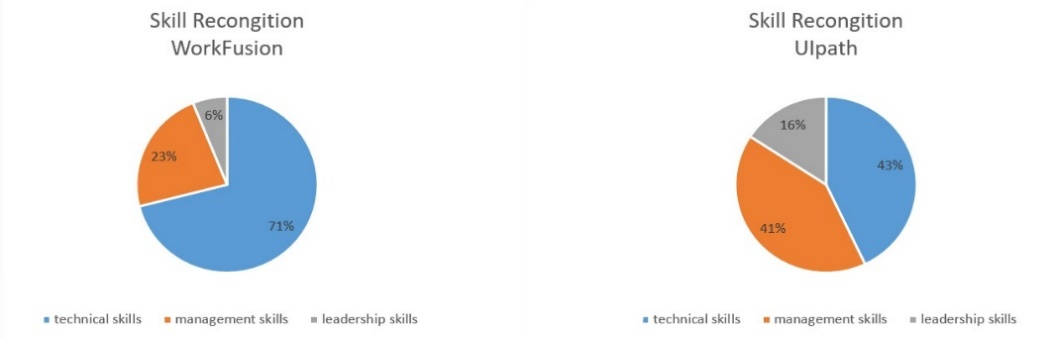 Skill Recongition
WorkFusion
6%
23%
71%
technical skills
management skills
leadership skills
Skill Recongition
UIpath
16%
43%
41%
technical skills
management skills
leadership skills